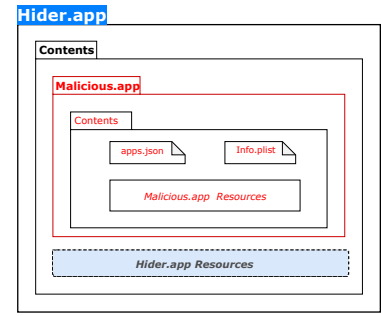 Hider.app
Contents
Malicious.app
Contents
apps.json
Info.plist
Malicious.app Resources
Hider.app Resources